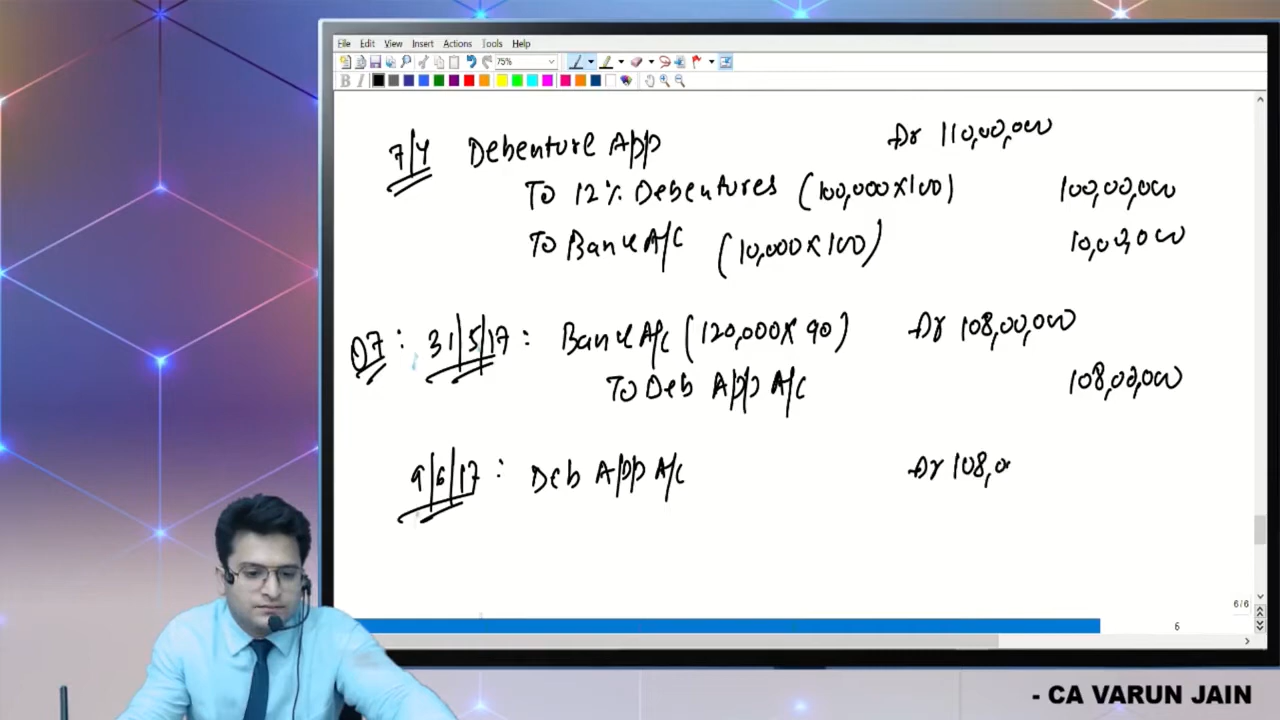 File Edit View Insert Actions Tools Help
75%
B I
7/4 Debenture App Dr 110,00,000
To 12% Debentures (100,000×100) 100,00,000
To Bank A/c (10,000×100) 10,00,000
Q7: 31/5/17: Bank A/c (120,000×90) Dr 108,00,000
To Deb App A/c 108,00,000
9/6/17: Deb App A/c Dr 108,0
6/6
6
- CA VARUN JAIN